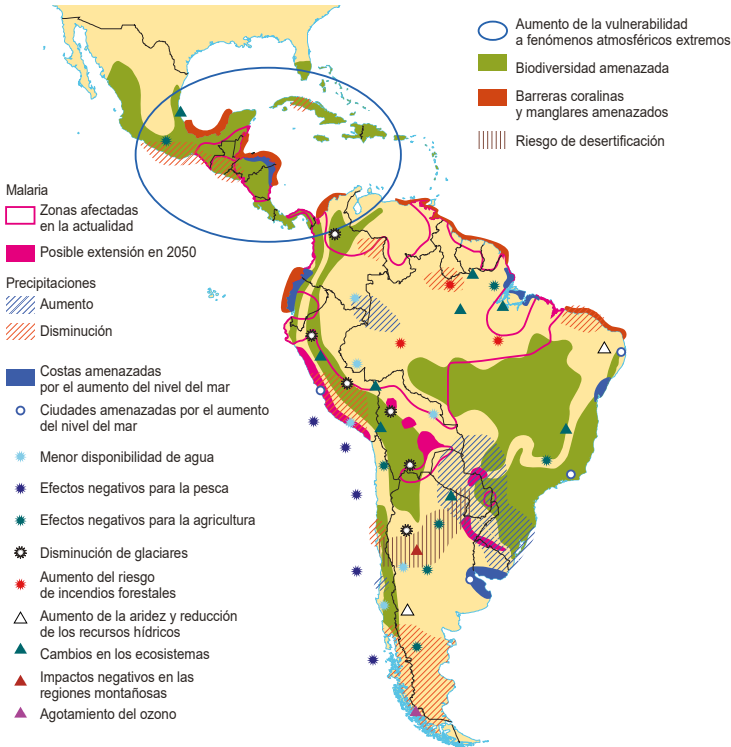 Aumento de la vulnerabilidad
a fenómenos atmosféricos extremos
Biodiversidad amenazada
Barreras coralinas
y manglares amenazados
Riesgo de desertificación
Malaria
Zonas afectadas
en la actualidad
Posible extensión en 2050
Precipitaciones
Aumento
Disminución
Costas amenazadas
por el aumento del nivel del mar
Ciudades amenazadas por el aumento
del nivel del mar
Menor disponibilidad de agua
Efectos negativos para la pesca
Efectos negativos para la agricultura
Disminución de glaciares
Aumento del riesgo
de incendios forestales
Aumento de la aridez y reducción
de los recursos hídricos
Cambios en los ecosistemas
Impactos negativos en las
regiones montañosas
Agotamiento del ozono